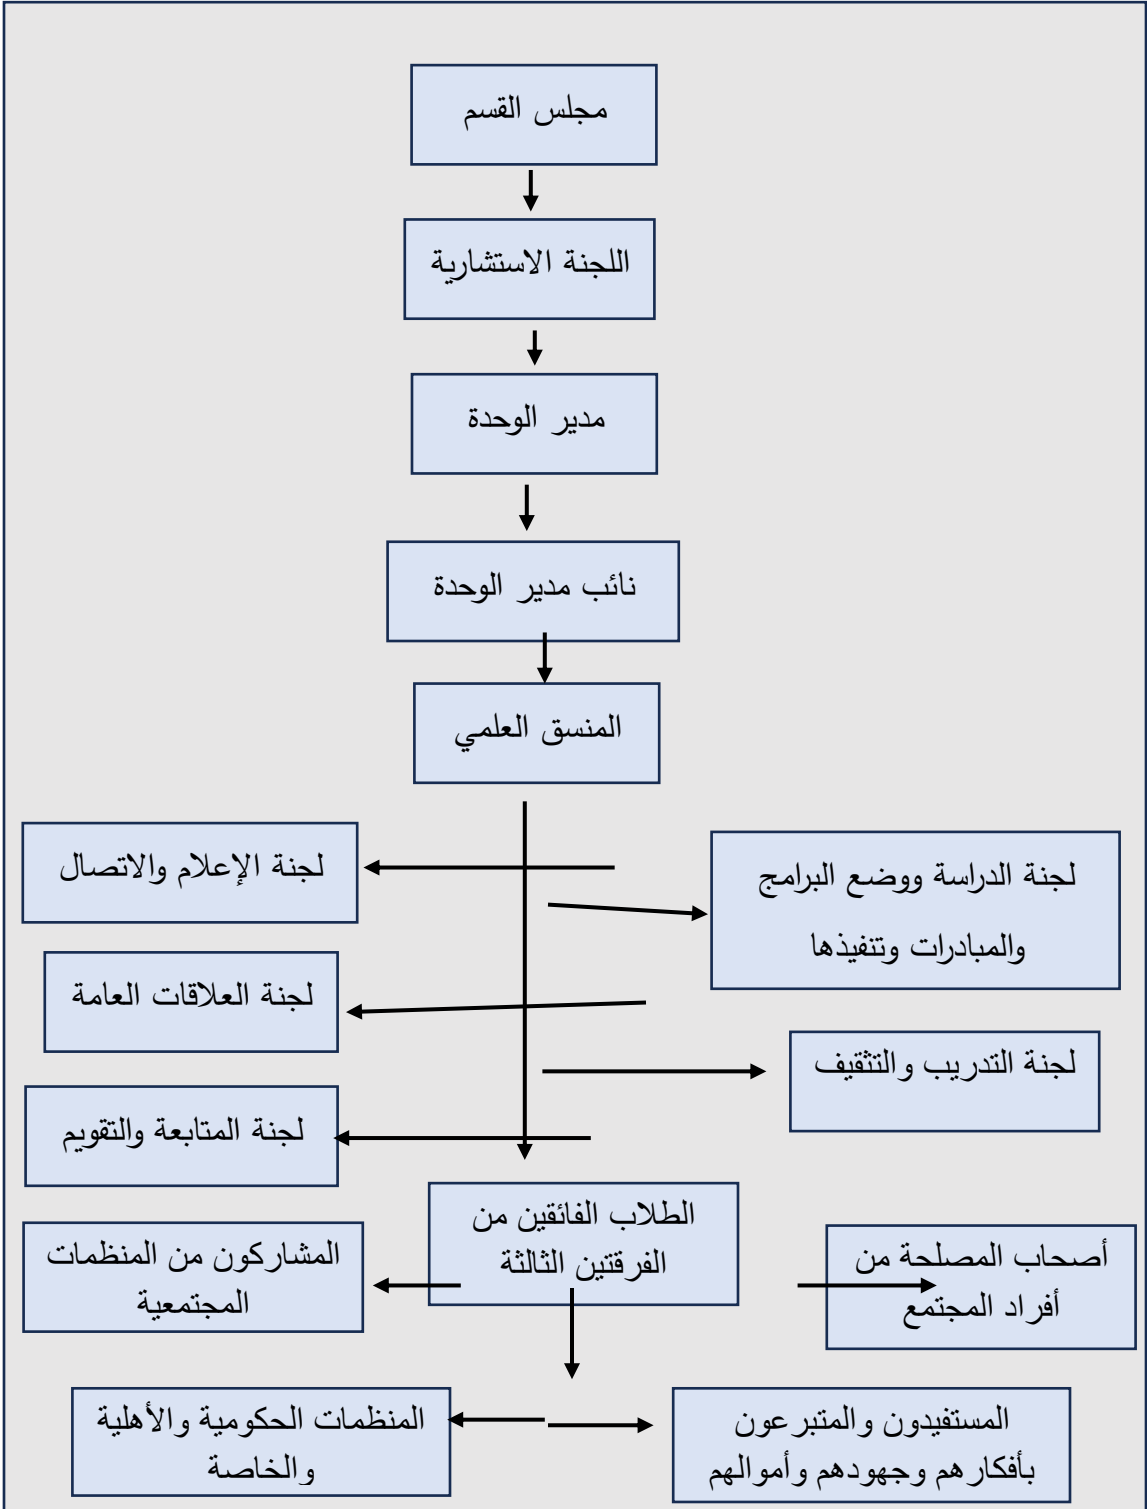 مجلس القسم
اللجنة الاستشارية
مدير الوحدة
نائب مدير الوحدة
المنسق العلمي
لجنة الدراسة ووضع البرامج
والمبادرات وتنفيذها
لجنة الإعلام والاتصال
لجنة العلاقات العامة
لجنة التدريب والتثقيف
لجنة المتابعة والتقويم
الطلاب الفائقين من
الفرقتين الثالثة
أصحاب المصلحة من
أفراد المجتمع
المشاركون من المنظمات
المجتمعية
المستفيدون والمتبرعون
بأفكارهم وجهودهم وأموالهم
المنظمات الحكومية والأهلية
والخاصة